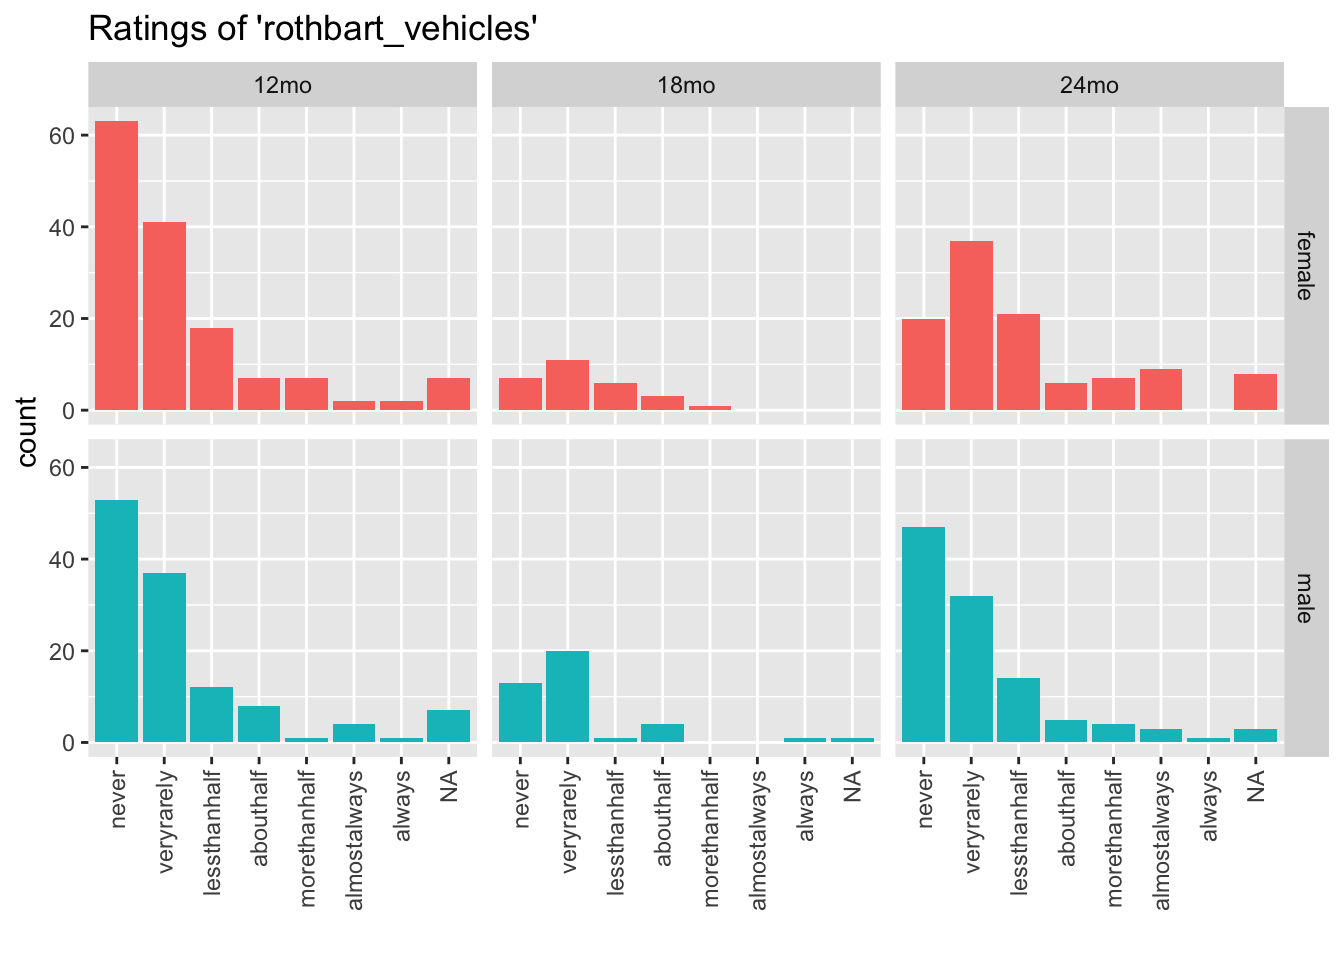 Ratings of 'rothbart_vehicles'
12mo 18mo 24mo
60
40
20
0
female
count
60
40
20
0
male
never veryrarely lessthanhalf abouthalf morethanhalf almostalways always NA never veryrarely lessthanhalf abouthalf morethanhalf almostalways always NA never veryrarely lessthanhalf abouthalf morethanhalf almostalways always NA